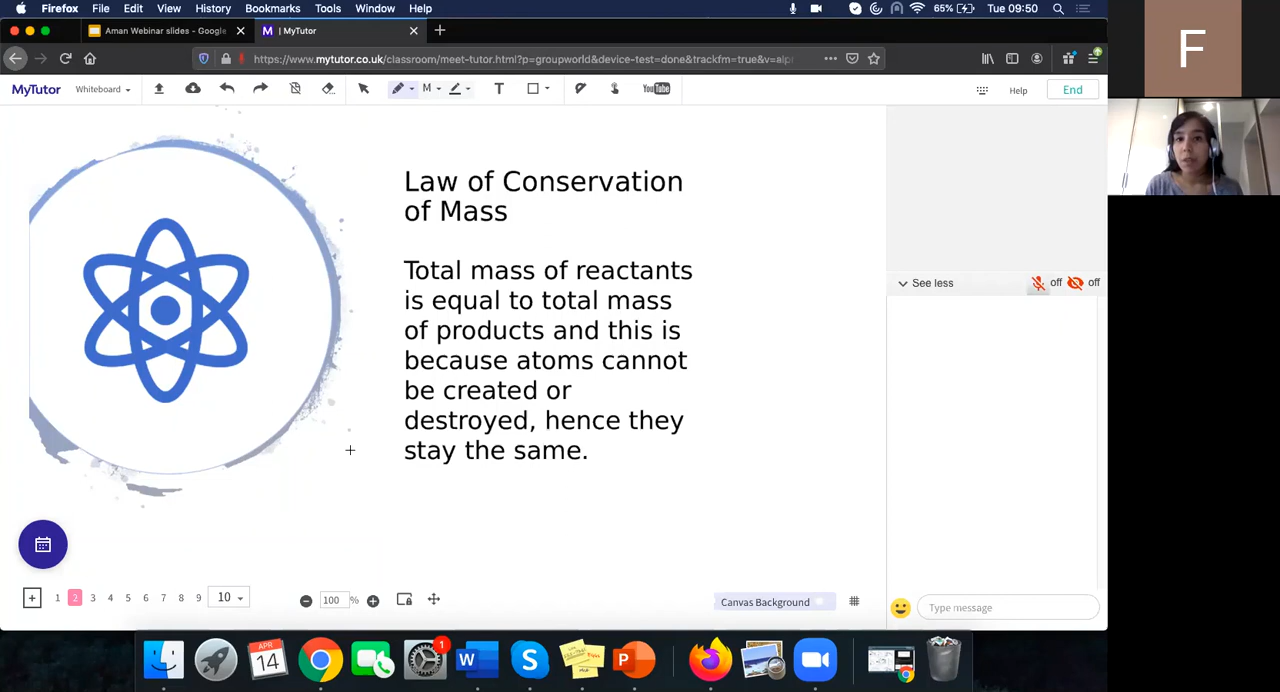 Firefox File Edit View History Bookmarks Tools Window Help
65% Tue 09:50
Aman Webinar slides - Google
M | MyTutor
https://www.mytutor.co.uk/classroom/meet-tutor.html?p=groupworld&device-test=done&trackfm=true&v=alp
MyTutor Whiteboard M T YouTube Help End
Law of Conservation
of Mass
Total mass of reactants
is equal to total mass
of products and this is
because atoms cannot
be created or
destroyed, hence they
stay the same.
See less off off
1 2 3 4 5 6 7 8 9 10
100 %
Canvas Background
Type message
APR
14
1
W
S
P
F